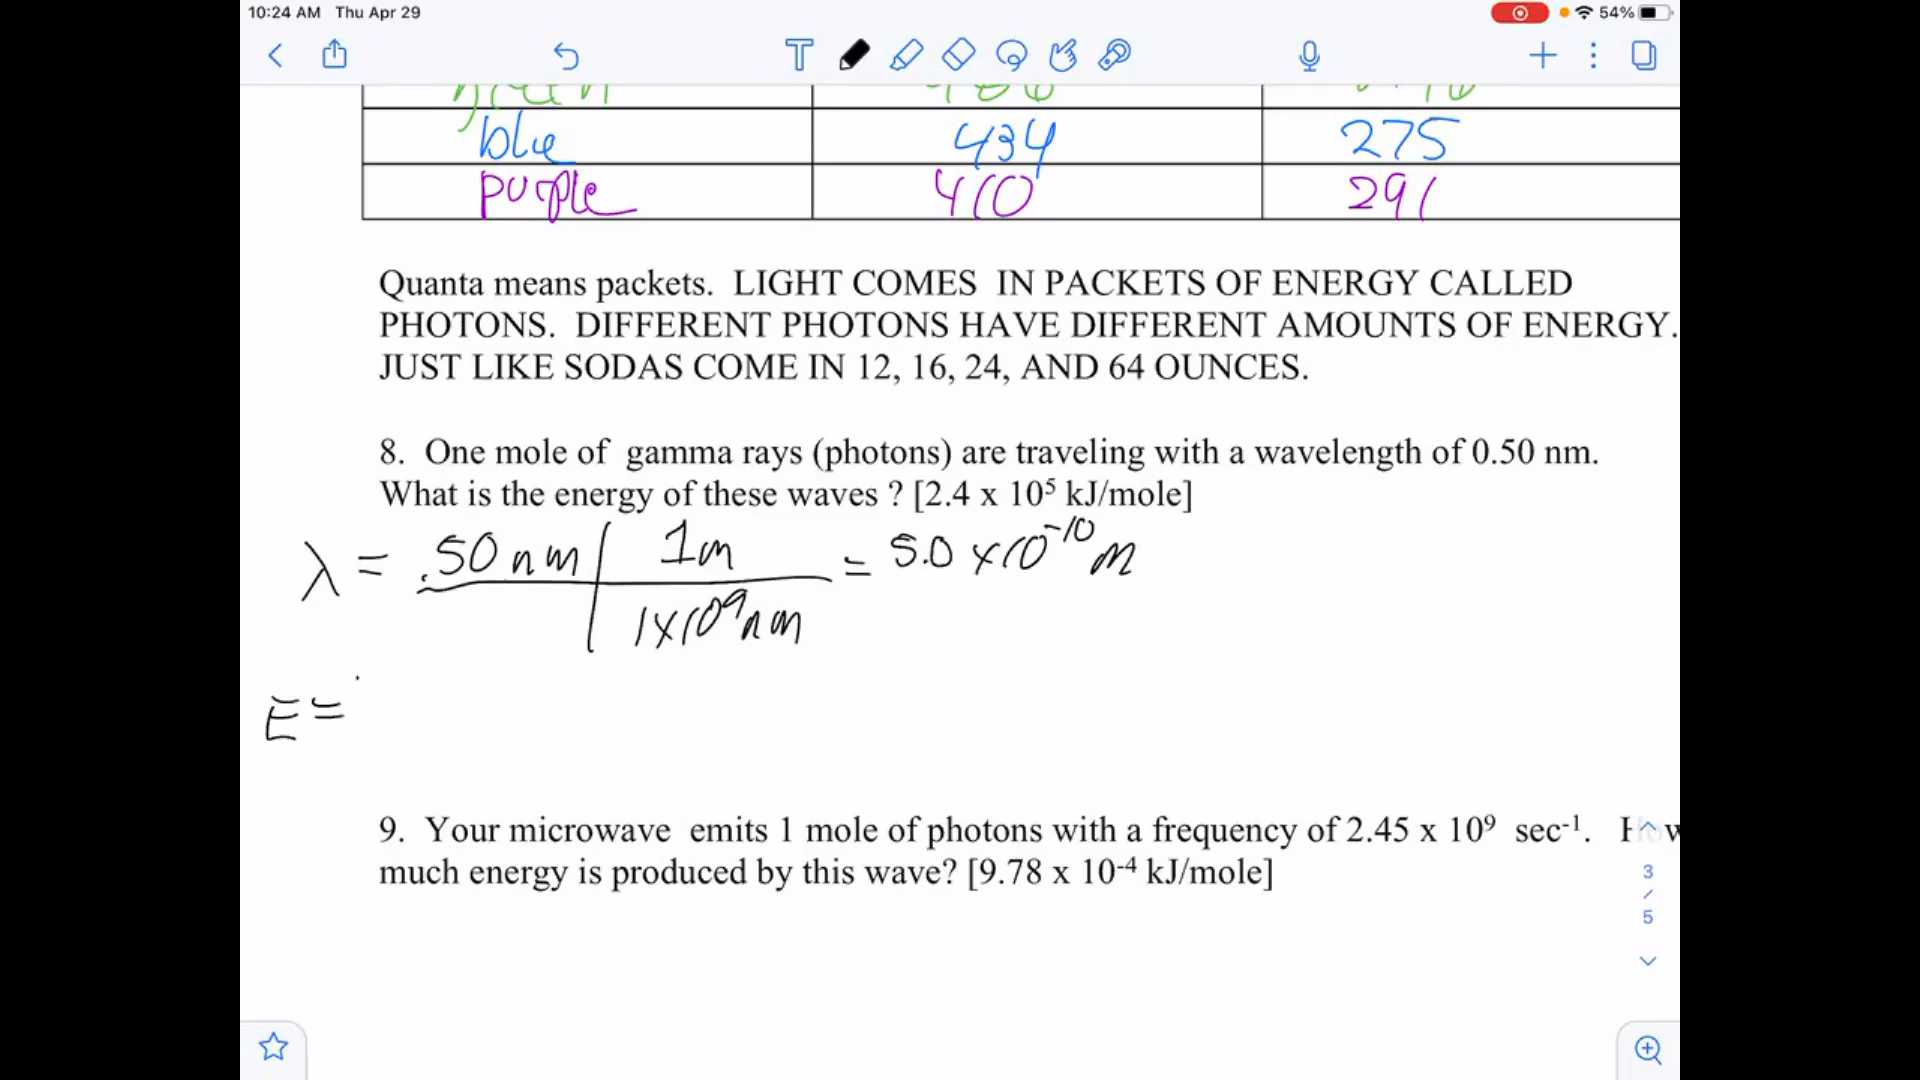 10:24 AM Thu Apr 29
54%
blue 434 275
purple 410 291
Quanta means packets. LIGHT COMES IN PACKETS OF ENERGY CALLED
PHOTONS. DIFFERENT PHOTONS HAVE DIFFERENT AMOUNTS OF ENERGY.
JUST LIKE SODAS COME IN 12, 16, 24, AND 64 OUNCES.
8. One mole of gamma rays (photons) are traveling with a wavelength of 0.50 nm.
What is the energy of these waves ? [2.4 x 10⁵ kJ/mole]
λ = .50 nm | 1m = 5.0 x 10⁻¹⁰ m
1x10⁹ nm
E =
9. Your microwave emits 1 mole of photons with a frequency of 2.45 x 10⁹ sec⁻¹. How
much energy is produced by this wave? [9.78 x 10⁻⁴ kJ/mole]
3
/
5